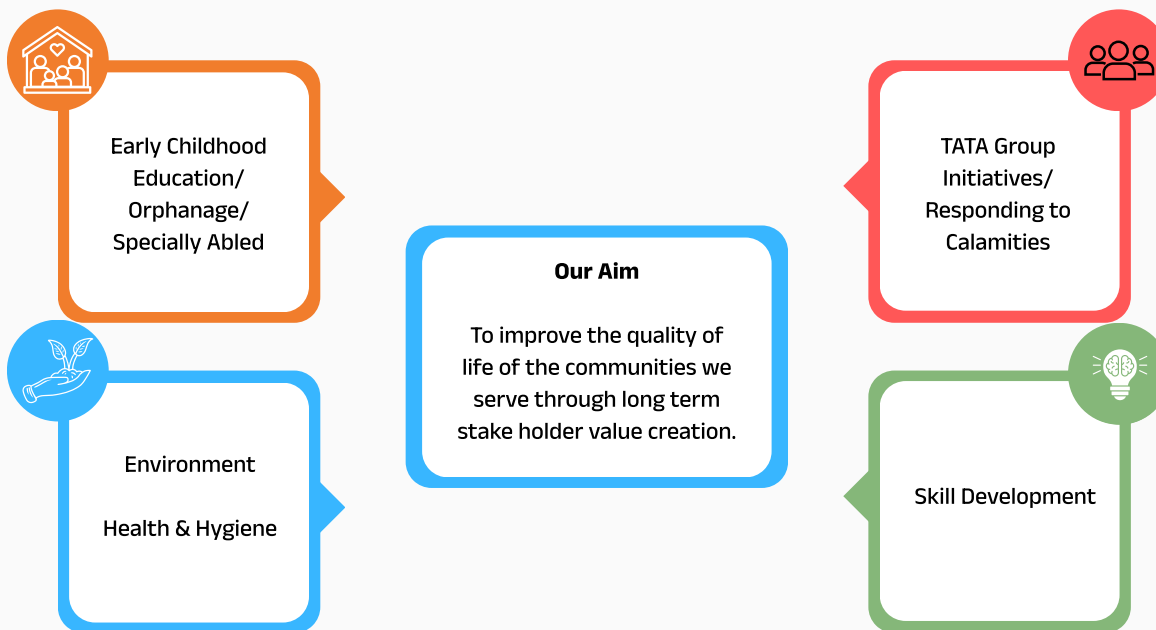 Early Childhood
Education/
Orphanage/
Specially Abled
TATA Group
Initiatives/
Responding to
Calamities
Our Aim
To improve the quality of
life of the communities we
serve through long term
stake holder value creation.
Environment
Health & Hygiene
Skill Development